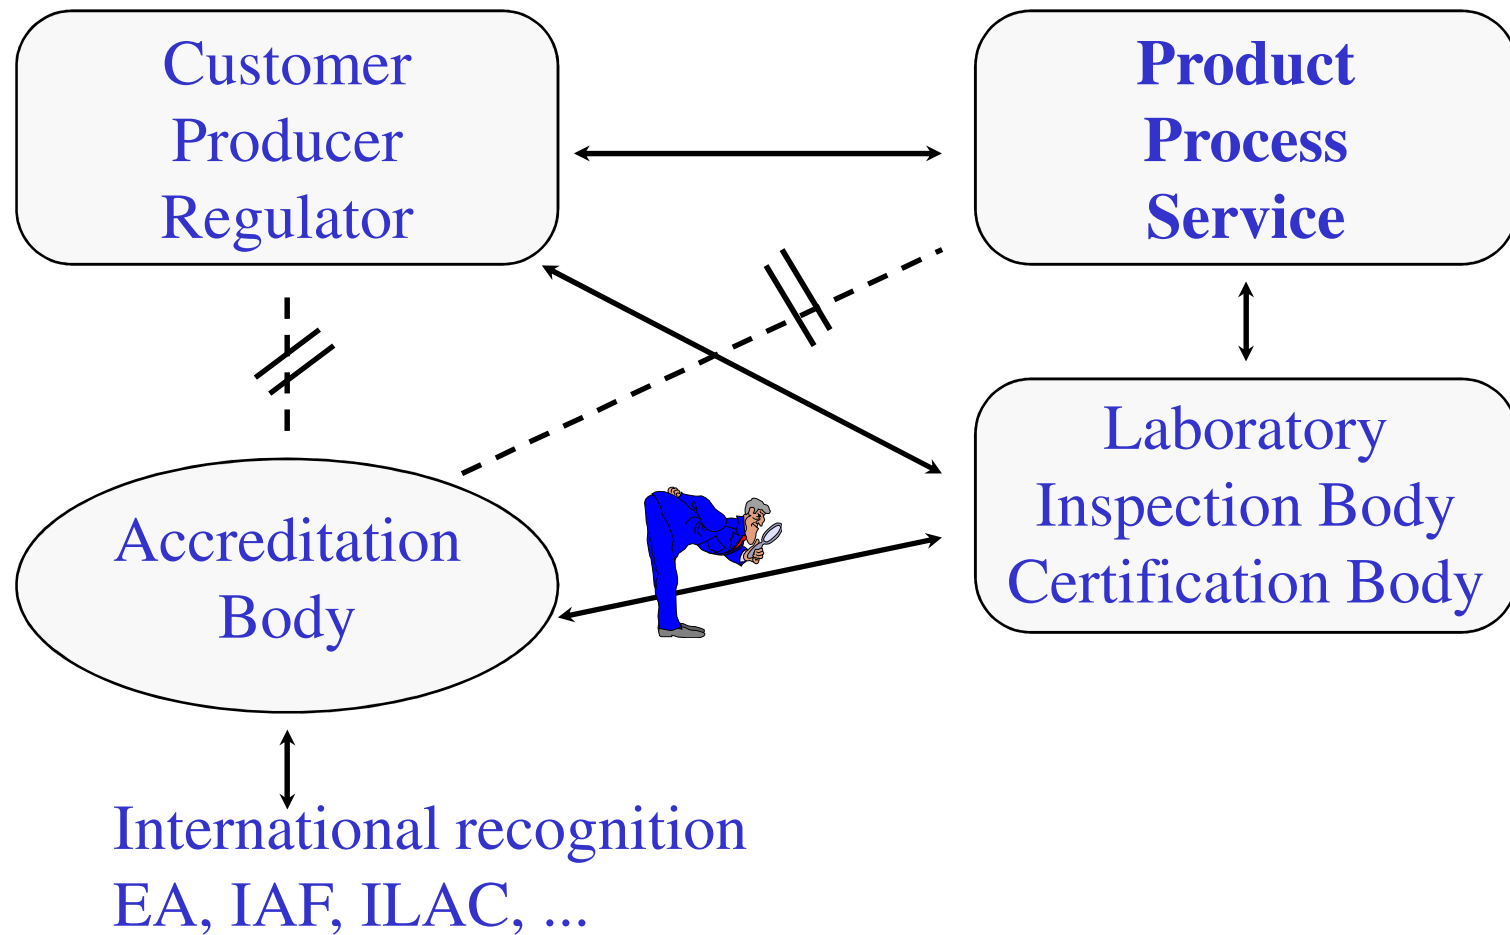 Customer
Producer
Regulator
Product
Process
Service
Laboratory
Inspection Body
Certification Body
Accreditation
Body
International recognition
EA, IAF, ILAC, ...